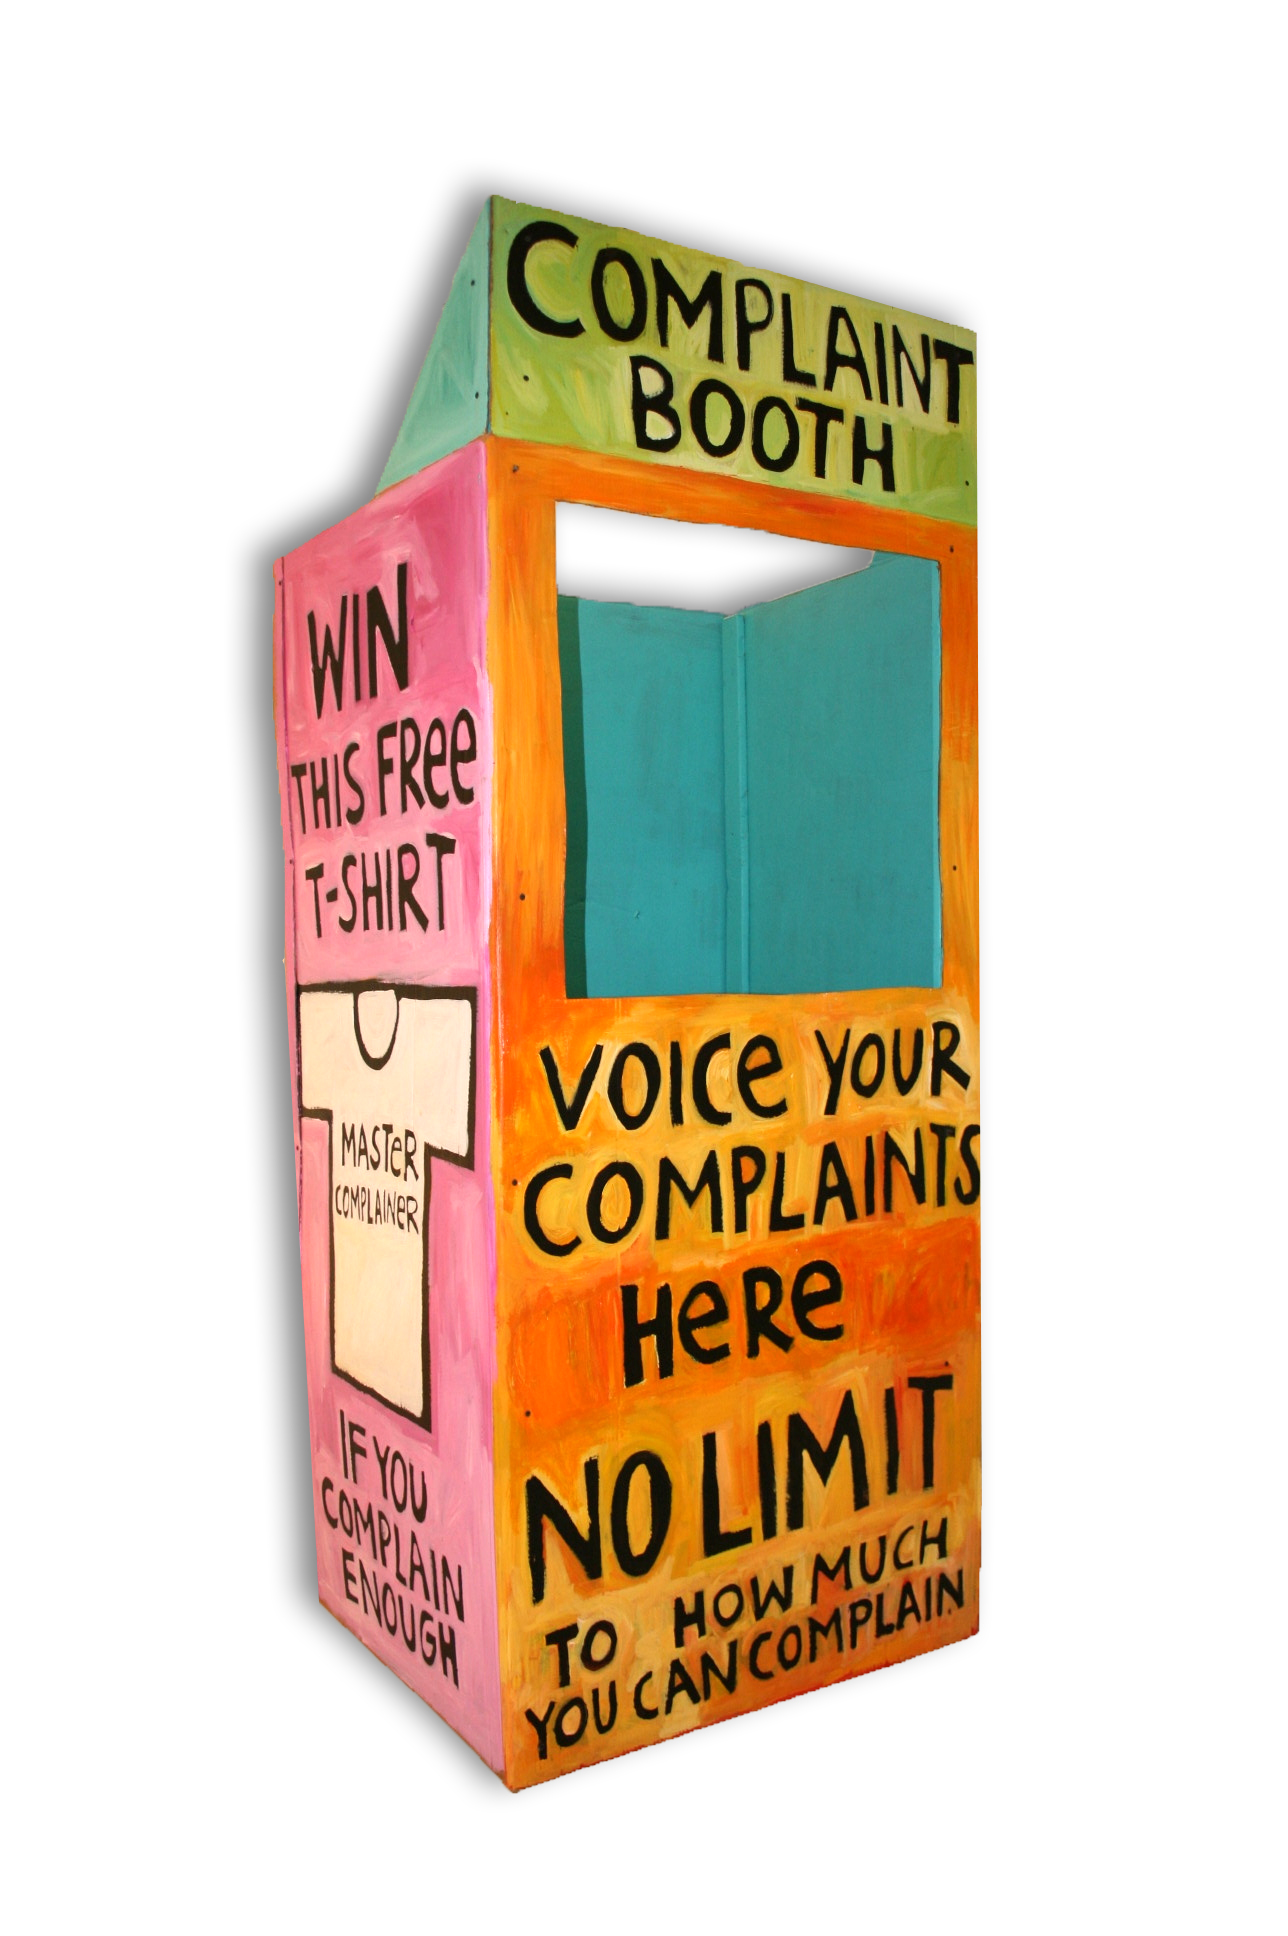 COMPLAINT
BOOTH
WIN
THIS FRee
T-SHIRT
MASTeR
COMPLAINeR
IF YOU
COMPLAIN
ENOUGH
VOICe YOUR
COMPLAINTS
HeRe
NO LIMIT
TO HOW MUCH
YOU CAN COMPLAIN